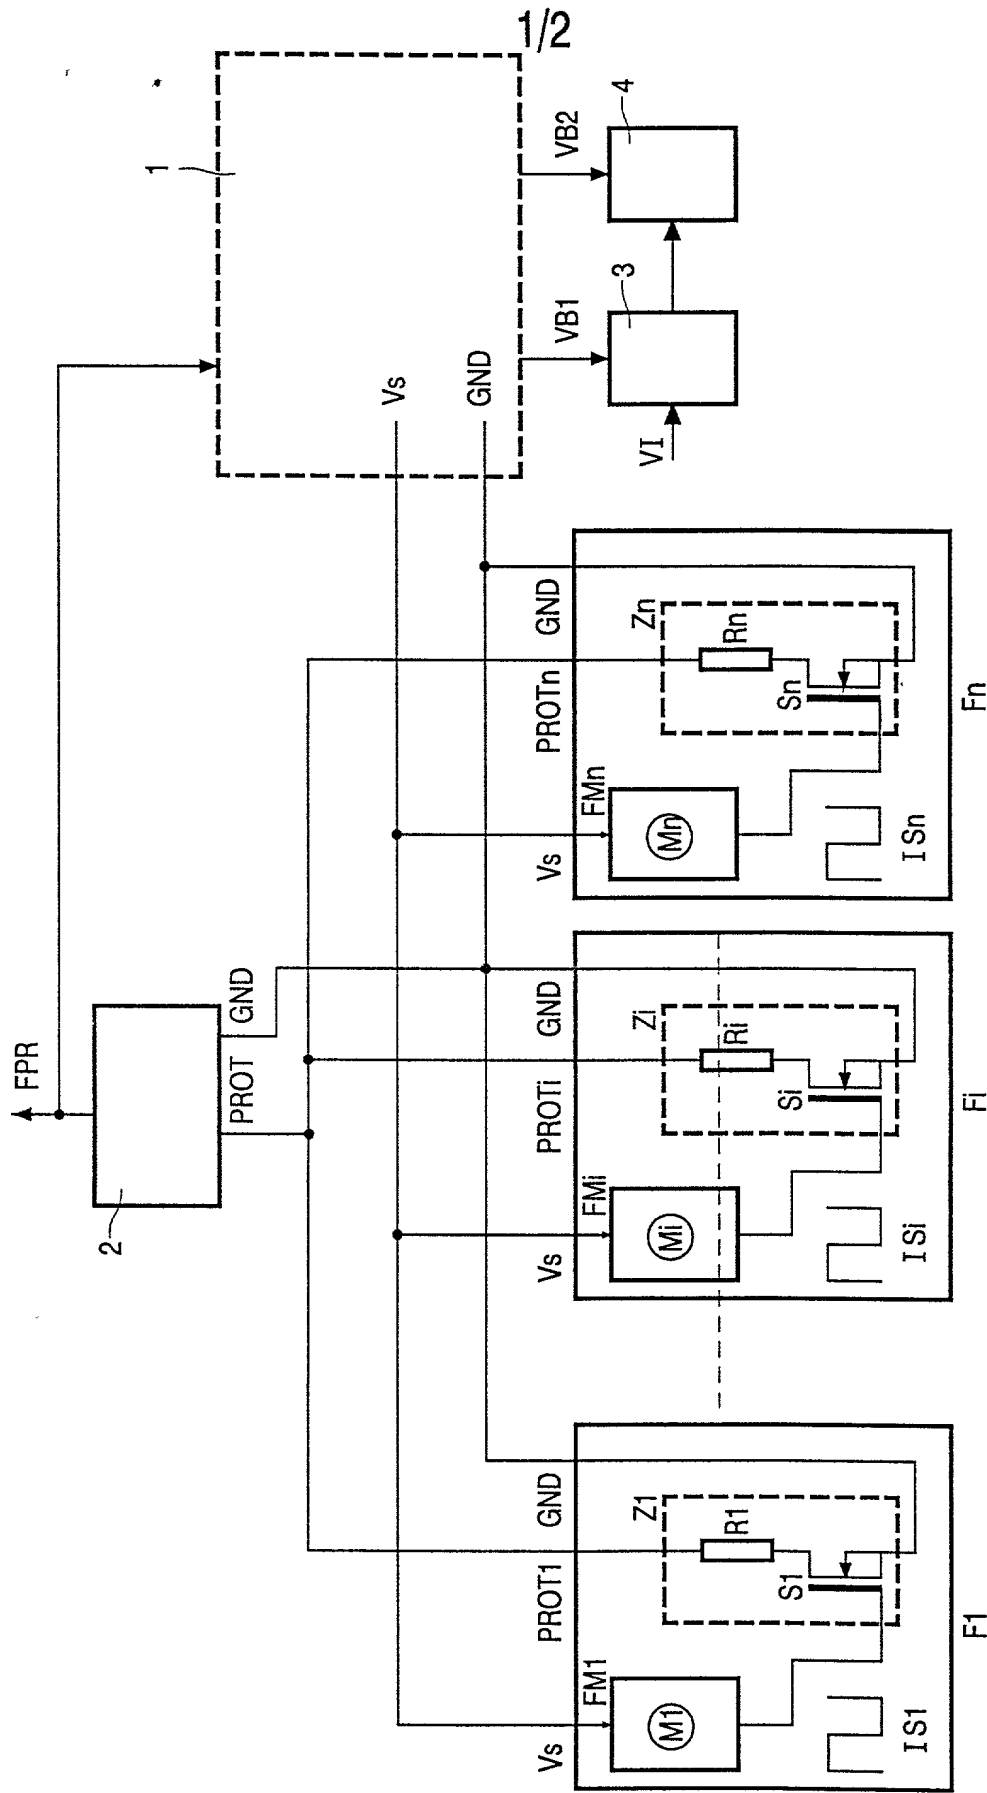 1/2
FPR
2
PROT
GND
1
Vs
GND
VB1
VB2
VI
3
4
Vs
PROT1
GND
FM1
M1
Z1
R1
S1
IS1
F1
Vs
PROTi
GND
FMi
Mi
Zi
Ri
Si
ISi
Fi
Vs
PROTn
GND
FMn
Mn
Zn
Rn
Sn
ISn
Fn